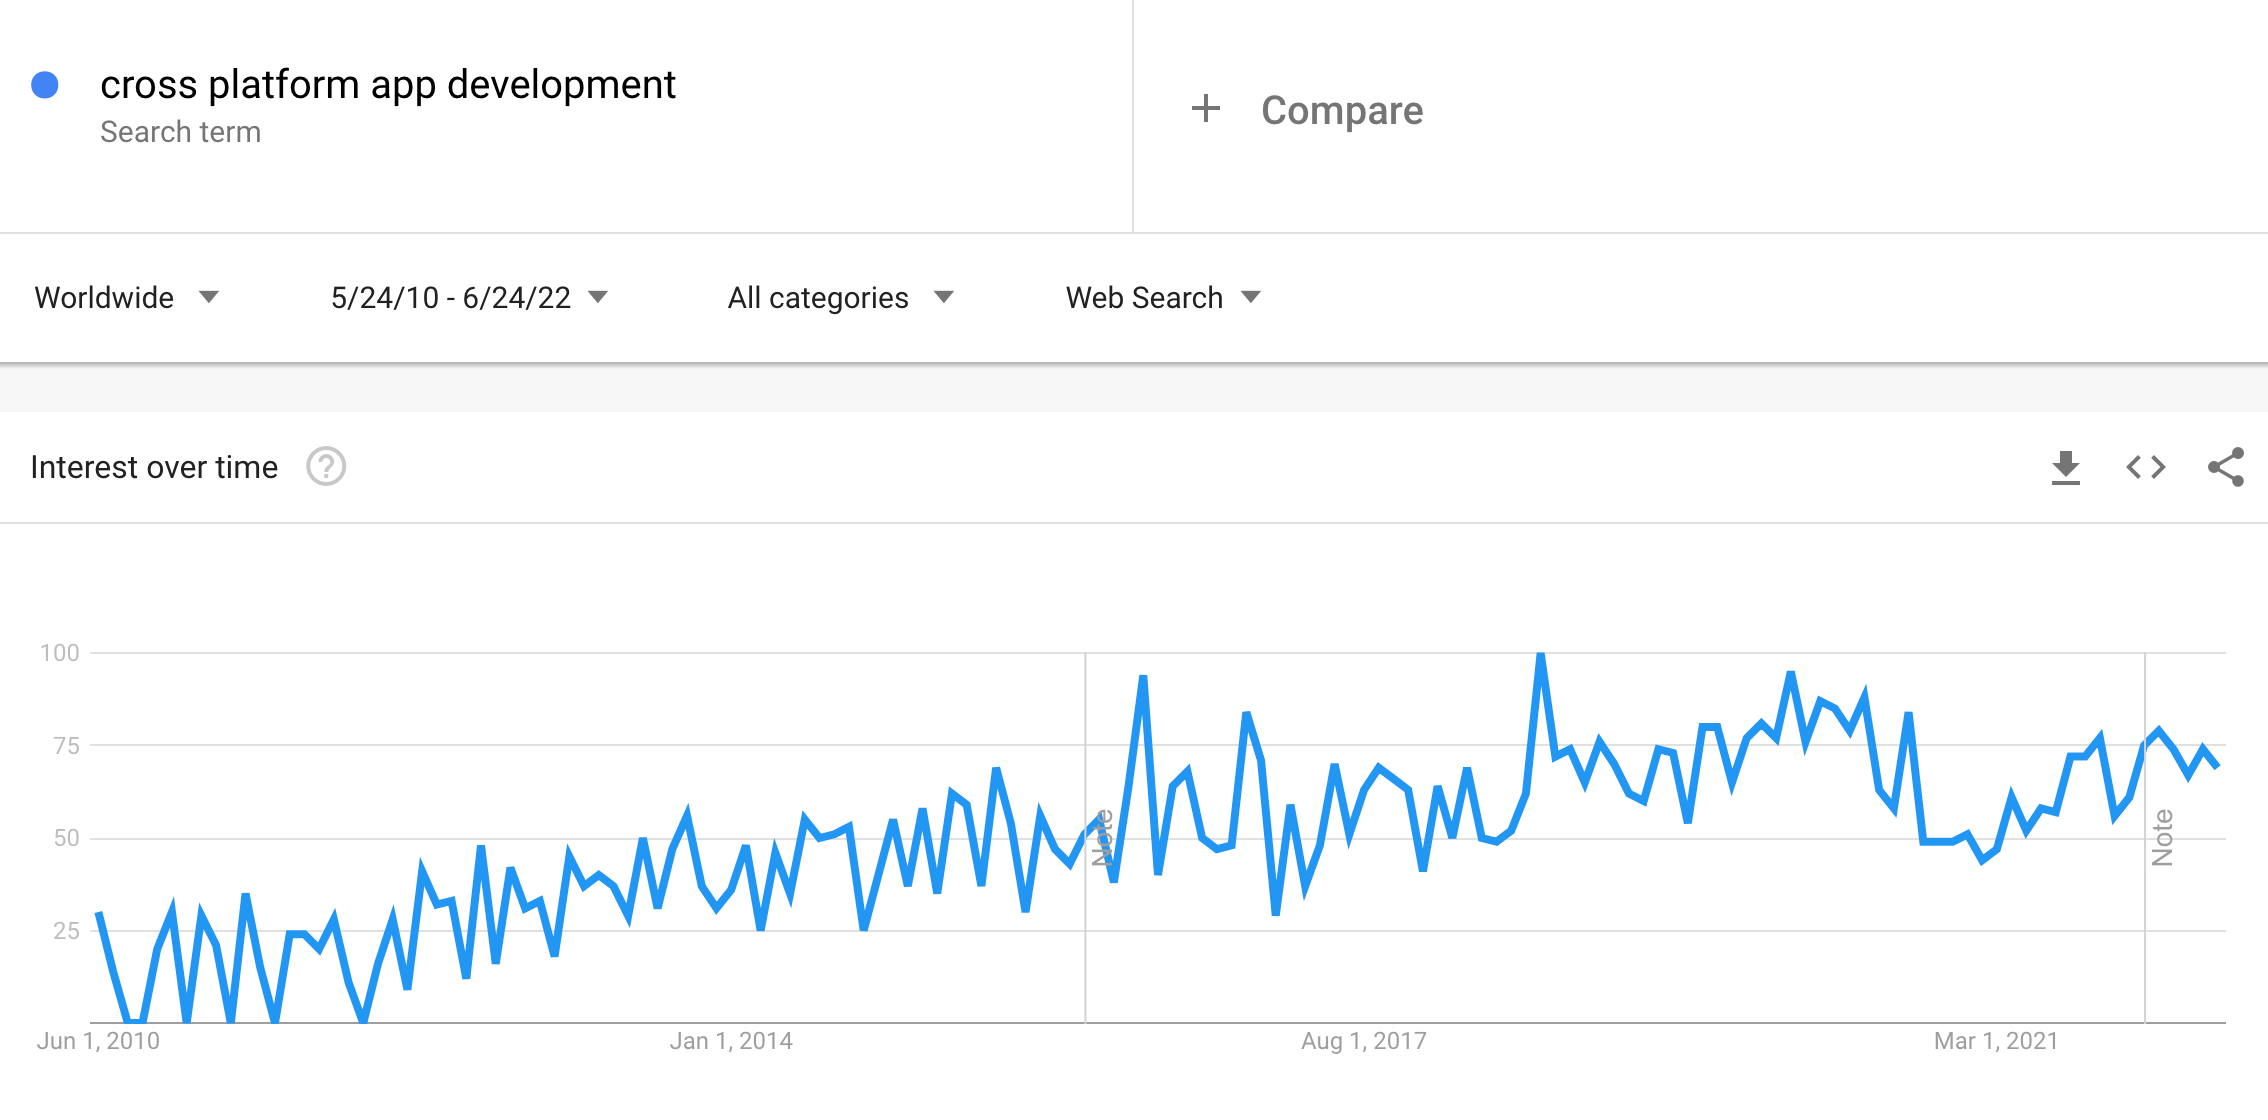 cross platform app development
Search term
+ Compare
Worldwide
5/24/10 - 6/24/22
All categories
Web Search
Interest over time
?
100
75
50
25
Note
Note
Jun 1, 2010
Jan 1, 2014
Aug 1, 2017
Mar 1, 2021